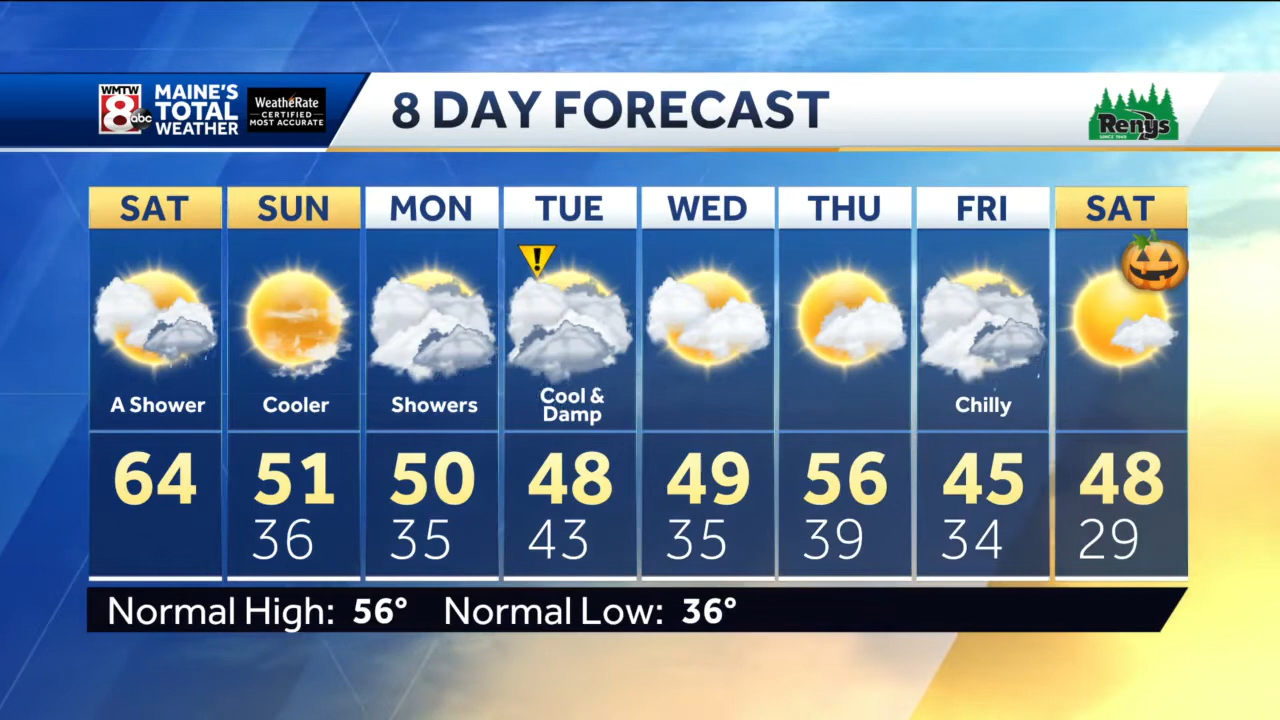 WMTW
8
abc
MAINE'S
TOTAL
WEATHER
WeatheRate
CERTIFIED
MOST ACCURATE
8 DAY FORECAST
Renys
SINCE 1949
SAT SUN MON TUE WED THU FRI SAT
!
A Shower Cooler Showers Cool &
Damp Chilly
64 51 50 48 49 56 45 48
36 35 43 35 39 34 29
Normal High: 56° Normal Low: 36°